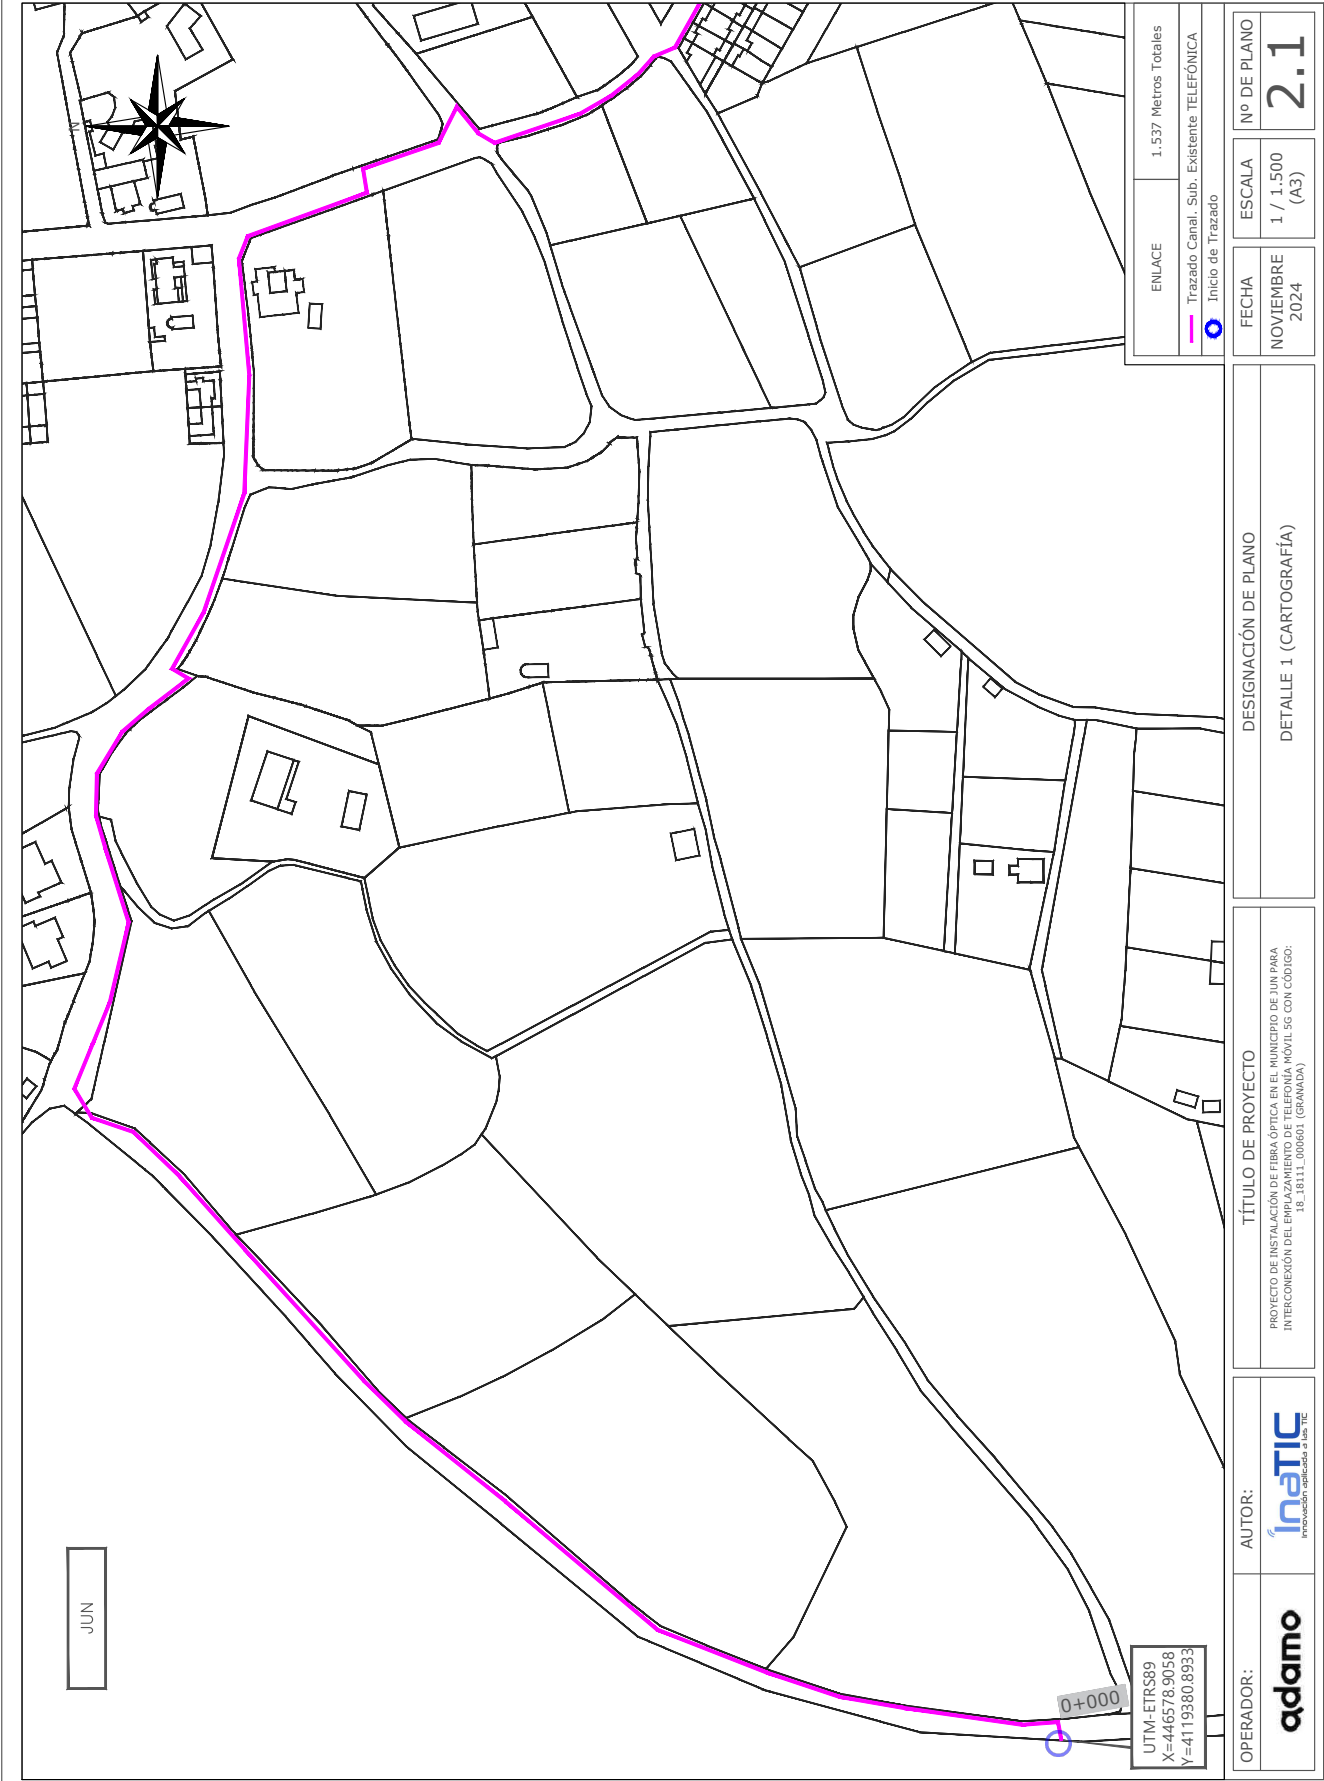 JUN
N
UTM-ETRS89
X=446578.9058
Y=4119380.8933
0+000
ENLACE
1.537 Metros Totales
Trazado Canal. Sub. Existente TELEFÓNICA
Inicio de Trazado
OPERADOR:
adamo
AUTOR:
inaTIC
Innovación aplicada a las TIC
TÍTULO DE PROYECTO
PROYECTO DE INSTALACIÓN DE FIBRA ÓPTICA EN EL MUNICIPIO DE JUN PARA
INTERCONEXIÓN DEL EMPLAZAMIENTO DE TELEFONÍA MÓVIL 5G CON CÓDIGO:
18_18111_000601 (GRANADA)
DESIGNACIÓN DE PLANO
DETALLE 1 (CARTOGRAFÍA)
FECHA
NOVIEMBRE
2024
ESCALA
1 / 1.500
(A3)
Nº DE PLANO
2.1